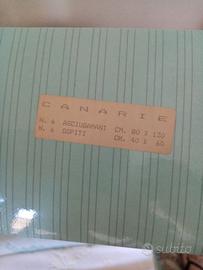 CANARIE
N. 6 ASCIUGAMANI CM. 80 X 130
N. 6 OSPITI CM. 40 X 60
subito